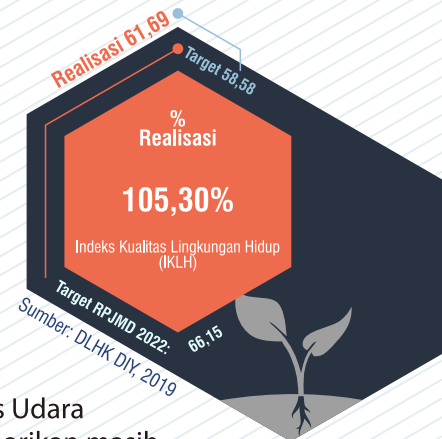 Realisasi 61,69
Target 58,58
%
Realisasi
105,30%
Indeks Kualitas Lingkungan Hidup
(IKLH)
Target RPJMD 2022: 66,15
Sumber: DLHK DIY, 2019
s Udara
masih